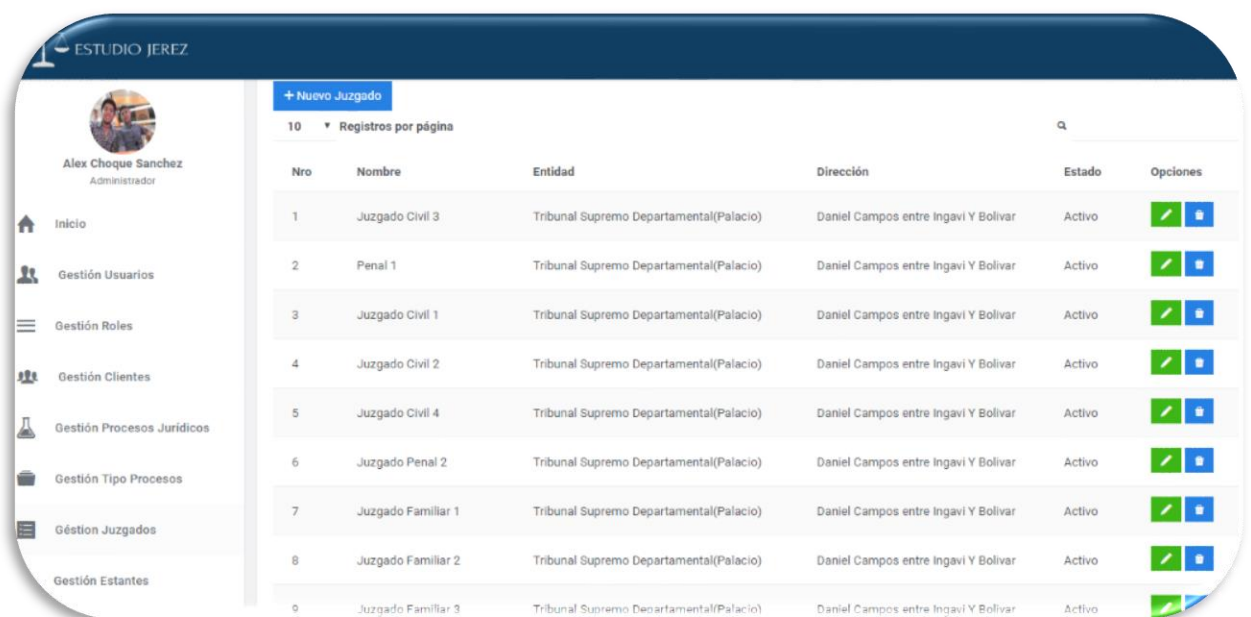 ESTUDIO JEREZ
Alex Choque Sanchez
Administrador
Inicio
Gestión Usuarios
Gestión Roles
Gestión Clientes
Gestión Procesos Jurídicos
Gestión Tipo Procesos
Géstion Juzgados
Gestión Estantes
+ Nuevo Juzgado
10 ▼ Registros por página
Nro Nombre Entidad Dirección Estado Opciones
1 Juzgado Civil 3 Tribunal Supremo Departamental(Palacio) Daniel Campos entre Ingavi Y Bolivar Activo
2 Penal 1 Tribunal Supremo Departamental(Palacio) Daniel Campos entre Ingavi Y Bolivar Activo
3 Juzgado Civil 1 Tribunal Supremo Departamental(Palacio) Daniel Campos entre Ingavi Y Bolivar Activo
4 Juzgado Civil 2 Tribunal Supremo Departamental(Palacio) Daniel Campos entre Ingavi Y Bolivar Activo
5 Juzgado Civil 4 Tribunal Supremo Departamental(Palacio) Daniel Campos entre Ingavi Y Bolivar Activo
6 Juzgado Penal 2 Tribunal Supremo Departamental(Palacio) Daniel Campos entre Ingavi Y Bolivar Activo
7 Juzgado Familiar 1 Tribunal Supremo Departamental(Palacio) Daniel Campos entre Ingavi Y Bolivar Activo
8 Juzgado Familiar 2 Tribunal Supremo Departamental(Palacio) Daniel Campos entre Ingavi Y Bolivar Activo
9 Juzgado Familiar 3 Tribunal Supremo Departamental(Palacio) Daniel Campos entre Ingavi Y Bolivar Activo